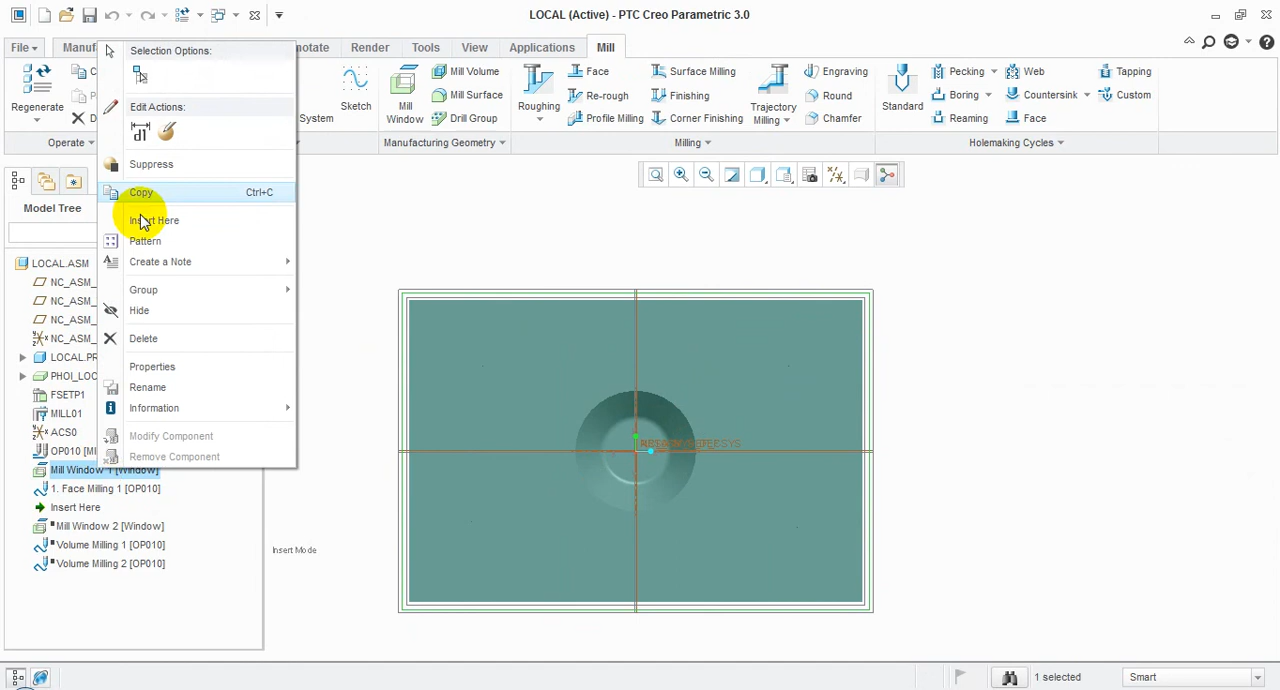 LOCAL (Active) - PTC Creo Parametric 3.0
File
Manuf
notate
Render
Tools
View
Applications
Mill
Regenerate
C
P
D
System
Sketch
Mill Window
Mill Volume
Mill Surface
Drill Group
Roughing
Face
Re-rough
Profile Milling
Surface Milling
Finishing
Corner Finishing
Trajectory Milling
Engraving
Round
Chamfer
Standard
Pecking
Boring
Reaming
Web
Countersink
Face
Tapping
Custom
Operate
Manufacturing Geometry
Milling
Holemaking Cycles
Selection Options:
Edit Actions:
Suppress
Copy Ctrl+C
Insert Here
Pattern
Create a Note
Group
Hide
Delete
Properties
Rename
Information
Modify Component
Remove Component
Model Tree
LOCAL.ASM
NC_ASM_
NC_ASM_
NC_ASM_
NC_ASM_
LOCAL.PR
PHOI_LOC
FSETP1
MILL01
ACS0
OP010 [MI
Mill Window 1 [Window]
1. Face Milling 1 [OP010]
Insert Here
Mill Window 2 [Window]
Volume Milling 1 [OP010]
Volume Milling 2 [OP010]
Insert Mode
1 selected
Smart